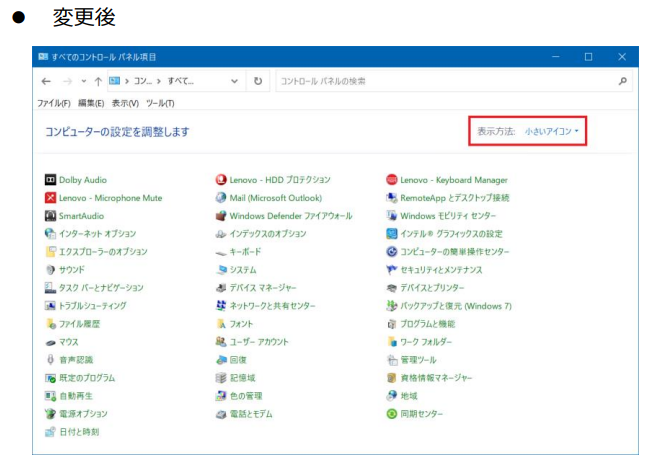 ● 変更後
すべてのコントロール パネル項目
コン... › すべて... コントロール パネルの検索
ファイル(F) 編集(E) 表示(V) ツール(T)
コンピューターの設定を調整します 表示方法: 小さいアイコン
Dolby Audio Lenovo - HDD プロテクション Lenovo - Keyboard Manager
Lenovo - Microphone Mute Mail (Microsoft Outlook) RemoteApp とデスクトップ接続
SmartAudio Windows Defender ファイアウォール Windows モビリティ センター
インターネット オプション インデックスのオプション インテル® グラフィックスの設定
エクスプローラーのオプション キーボード コンピューターの簡単操作センター
サウンド システム セキュリティとメンテナンス
タスク バーとナビゲーション デバイス マネージャー デバイスとプリンター
トラブルシューティング ネットワークと共有センター バックアップと復元 (Windows 7)
ファイル履歴 フォント プログラムと機能
マウス ユーザー アカウント ワーク フォルダー
音声認識 回復 管理ツール
既定のプログラム 記憶域 資格情報マネージャー
自動再生 色の管理 地域
電源オプション 電話とモデム 同期センター
日付と時刻